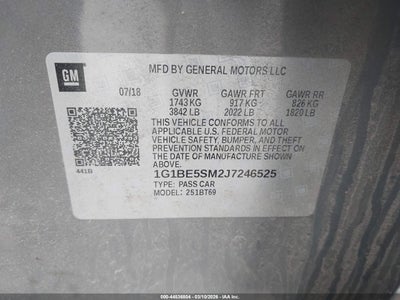 GM
MFD BY GENERAL MOTORS LLC
07/18 GVWR GAWR FRT GAWR RR
1743 KG 917 KG 826 KG
3842 LB 2022 LB 1820 LB
THIS VEHICLE CONFORMS TO ALL
APPLICABLE U.S. FEDERAL MOTOR
VEHICLE SAFETY, BUMPER, AND THEFT
PREVENTION STANDARDS IN EFFECT ON
THE DATE OF MANUFACTURE SHOWN
ABOVE.
441B
1G1BE5SM2J7246525
TYPE: PASS CAR
MODEL: 251BT69
000-44636604 - 03/10/2026 - IAA, Inc.